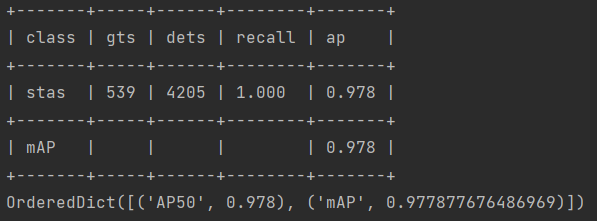 +-------+-----+------+--------+-------+
| class | gts | dets | recall | ap    |
+-------+-----+------+--------+-------+
| stas  | 539 | 4205 | 1.000  | 0.978 |
+-------+-----+------+--------+-------+
| mAP   |     |      |        | 0.978 |
+-------+-----+------+--------+-------+
OrderedDict([('AP50', 0.978), ('mAP', 0.977877676486969)])